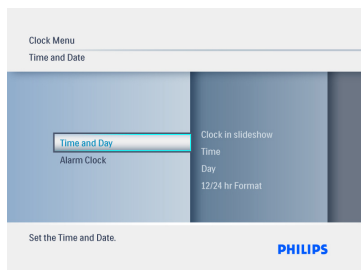 Clock Menu
Time and Date
Time and Day
Alarm Clock
Clock in slideshow
Time
Day
12/24 hr Format
Set the Time and Date.
PHILIPS